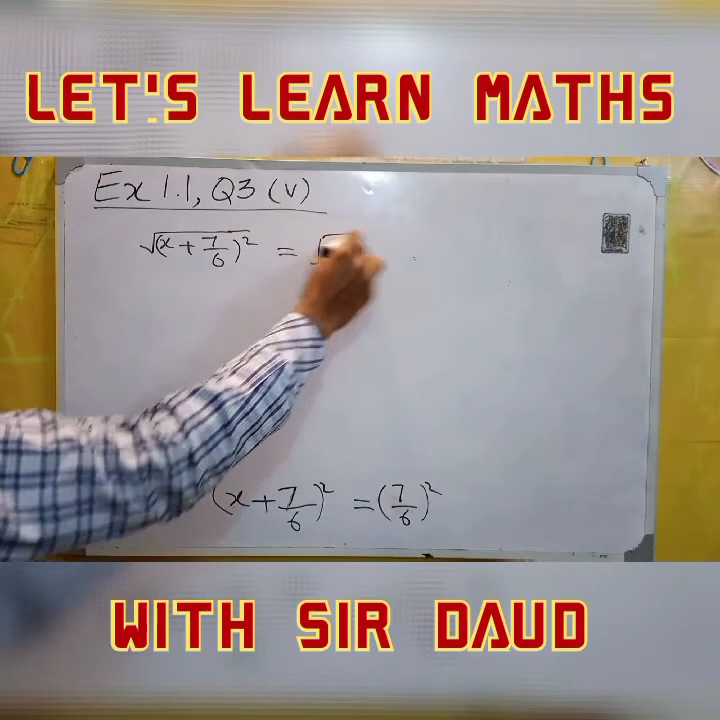 LET'S LEARN MATHS
Ex 1.1, Q3 (v)
√(x + 7/6)² = √
(x + 7/6)² = (7/6)²
WITH SIR DAUD